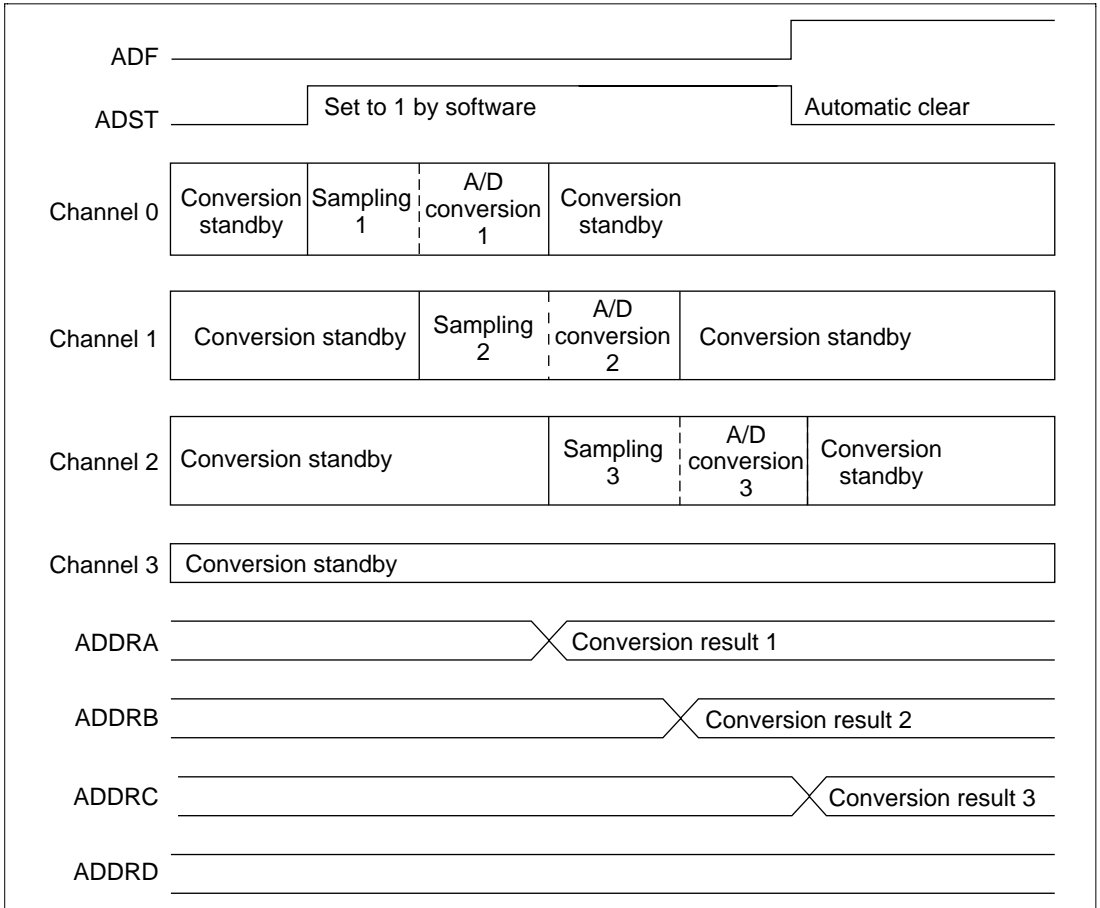 ADF
ADST
Set to 1 by software
Automatic clear
Channel 0
Conversion
standby
Sampling
1
A/D
conversion
1
Conversion
standby
Channel 1
Conversion standby
Sampling
2
A/D
conversion
2
Conversion standby
Channel 2
Conversion standby
Sampling
3
A/D
conversion
3
Conversion
standby
Channel 3
Conversion standby
ADDRA
Conversion result 1
ADDRB
Conversion result 2
ADDRC
Conversion result 3
ADDRD